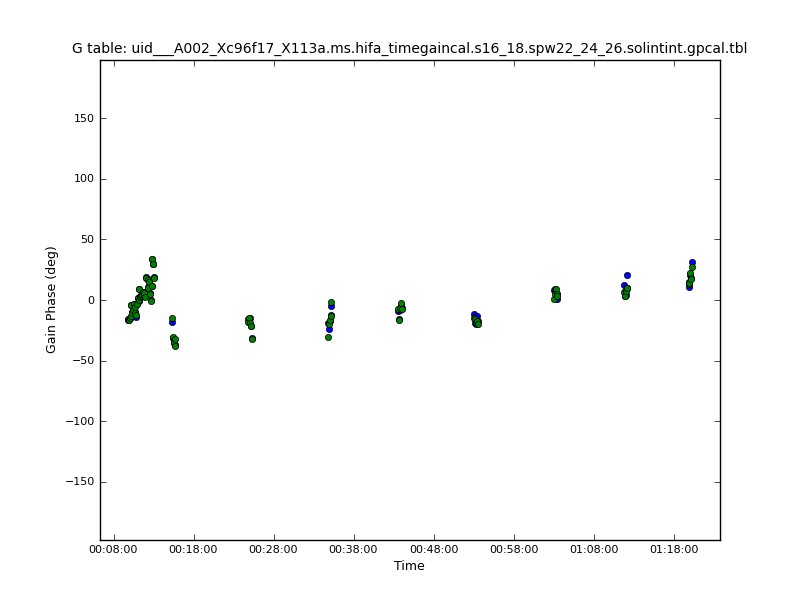 G table: uid___A002_Xc96f17_X113a.ms.hifa_timegaincal.s16_18.spw22_24_26.solintint.gpcal.tbl
150
100
50
0
−50
−100
−150
Gain Phase (deg)
00:08:00 00:18:00 00:28:00 00:38:00 00:48:00 00:58:00 01:08:00 01:18:00
Time